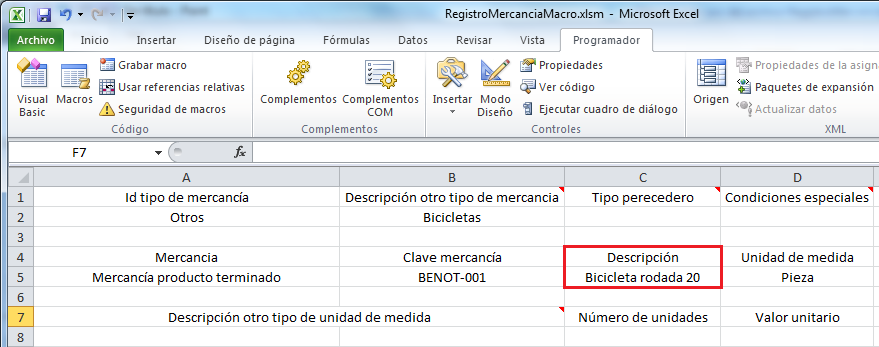 RegistroMercanciaMacro.xlsm - Microsoft Excel
Archivo Inicio Insertar Diseño de página Fórmulas Datos Revisar Vista Programador
Visual Basic
Macros
Grabar macro
Usar referencias relativas
Seguridad de macros
Código
Complementos
Complementos COM
Complementos
Insertar
Modo Diseño
Propiedades
Ver código
Ejecutar cuadro de diálogo
Controles
Origen
Propiedades de la asigna
Paquetes de expansión
Actualizar datos
XML
F7 fx
A B C D
1 Id tipo de mercancía Descripción otro tipo de mercancia Tipo perecedero Condiciones especiales
2 Otros Bicicletas
3
4 Mercancia Clave mercancía Descripción Unidad de medida
5 Mercancía producto terminado BENOT-001 Bicicleta rodada 20 Pieza
6
7 Descripción otro tipo de unidad de medida Número de unidades Valor unitario
8